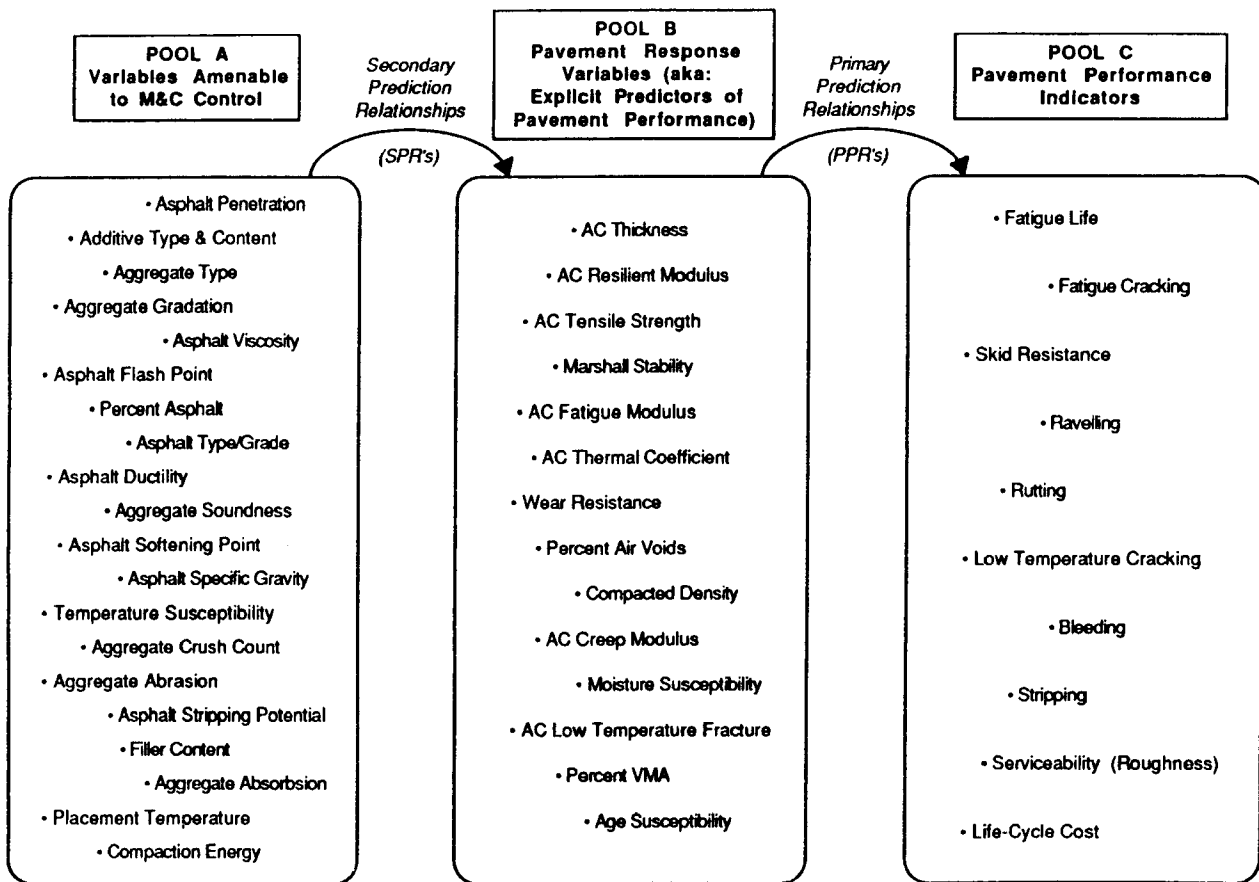 POOL A
Variables Amenable
to M&C Control
Secondary
Prediction
Relationships
(SPR's)
POOL B
Pavement Response
Variables (aka:
Explicit Predictors of
Pavement Performance)
Primary
Prediction
Relationships
(PPR's)
POOL C
Pavement Performance
Indicators
• Asphalt Penetration
• Additive Type & Content
• Aggregate Type
• Aggregate Gradation
• Asphalt Viscosity
• Asphalt Flash Point
• Percent Asphalt
• Asphalt Type/Grade
• Asphalt Ductility
• Aggregate Soundness
• Asphalt Softening Point
• Asphalt Specific Gravity
• Temperature Susceptibility
• Aggregate Crush Count
• Aggregate Abrasion
• Asphalt Stripping Potential
• Filler Content
• Aggregate Absorbsion
• Placement Temperature
• Compaction Energy
• AC Thickness
• AC Resilient Modulus
• AC Tensile Strength
• Marshall Stability
• AC Fatigue Modulus
• AC Thermal Coefficient
• Wear Resistance
• Percent Air Voids
• Compacted Density
• AC Creep Modulus
• Moisture Susceptibility
• AC Low Temperature Fracture
• Percent VMA
• Age Susceptibility
• Fatigue Life
• Fatigue Cracking
• Skid Resistance
• Ravelling
• Rutting
• Low Temperature Cracking
• Bleeding
• Stripping
• Serviceability (Roughness)
• Life-Cycle Cost